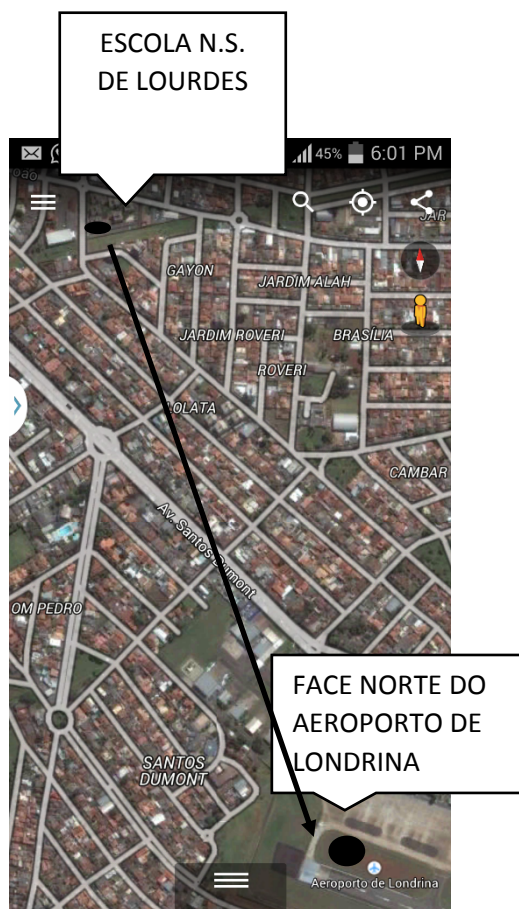 ESCOLA N.S.
DE LOURDES
45% 6:01 PM
JAR
GAYON
JARDIM ALAH
JARDIM ROVERI
BRASÍLIA
ROVERI
LOLATA
CAMBAR
Av. Santos Dumont
OM PEDRO
FACE NORTE DO
AEROPORTO DE
LONDRINA
SANTOS
DUMONT
Aeroporto de Londrina